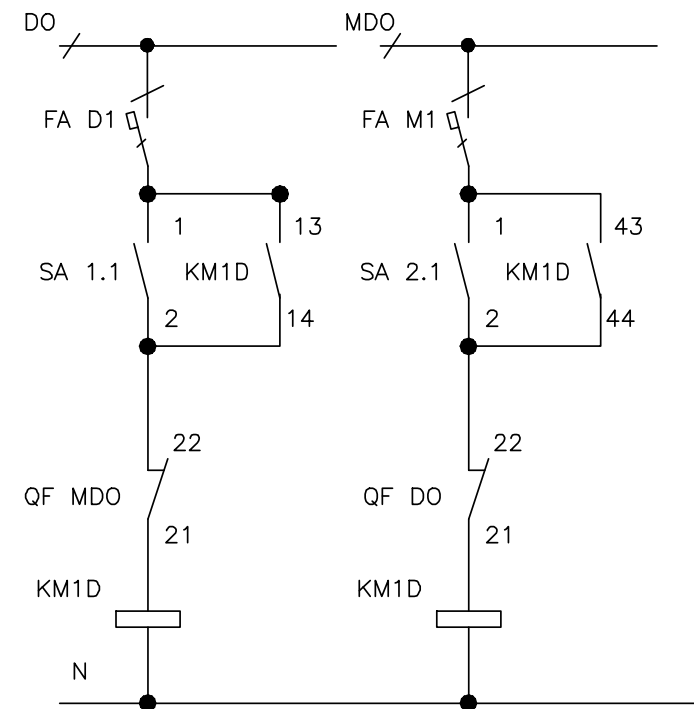 DO
MDO
FA D1
FA M1
1
13
1
43
SA 1.1
KM1D
SA 2.1
KM1D
2
14
2
44
22
22
QF MDO
QF DO
21
21
KM1D
KM1D
N